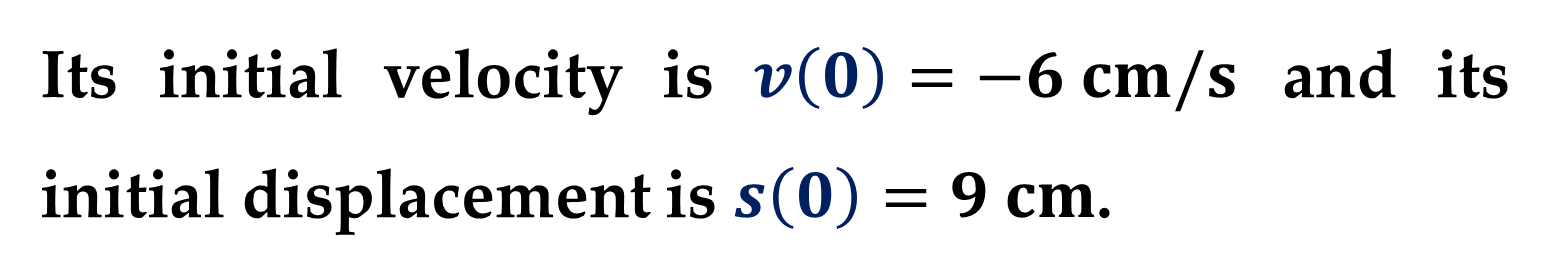 Its initial velocity is v(0) = −6 cm/s and its
initial displacement is s(0) = 9 cm.